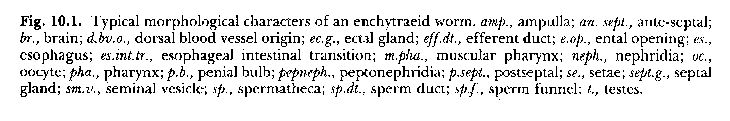 Fig. 10.1. Typical morphological characters of an enchytraeid worm. amp., ampulla; an. sept., ante-septal;
br., brain; d.bv.o., dorsal blood vessel origin; ec.g., ectal gland; eff.dt., efferent duct; e.op., ental opening; es.,
esophagus; es.int.tr., esophageal intestinal transition; m.pha., muscular pharynx; neph., nephridia; oc.,
oocyte; pha., pharynx; p.b., penial bulb; pepneph., peptonephridia; p.sept., postseptal; se., setae; sept.g., septal
gland; sm.v., seminal vesicle; sp., spermatheca; sp.dt., sperm duct; sp.f., sperm funnel; t., testes.